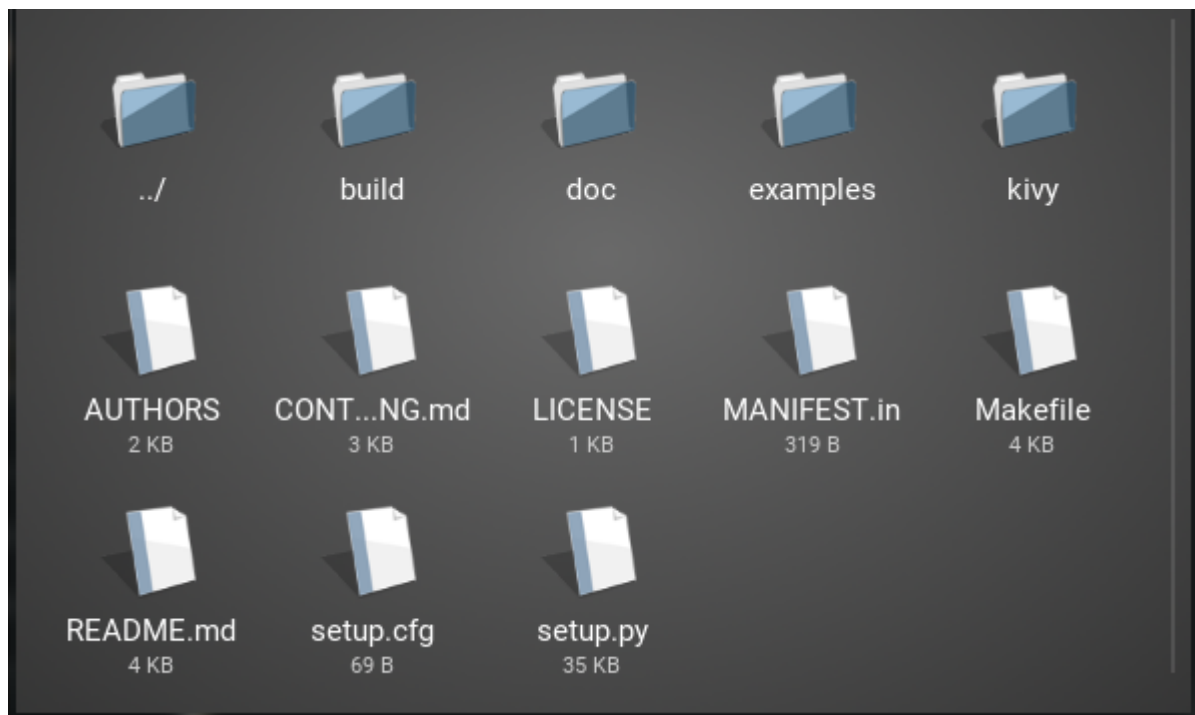 ../ build doc examples kivy
AUTHORS CONT...NG.md LICENSE MANIFEST.in Makefile
2 KB 3 KB 1 KB 319 B 4 KB
README.md setup.cfg setup.py
4 KB 69 B 35 KB